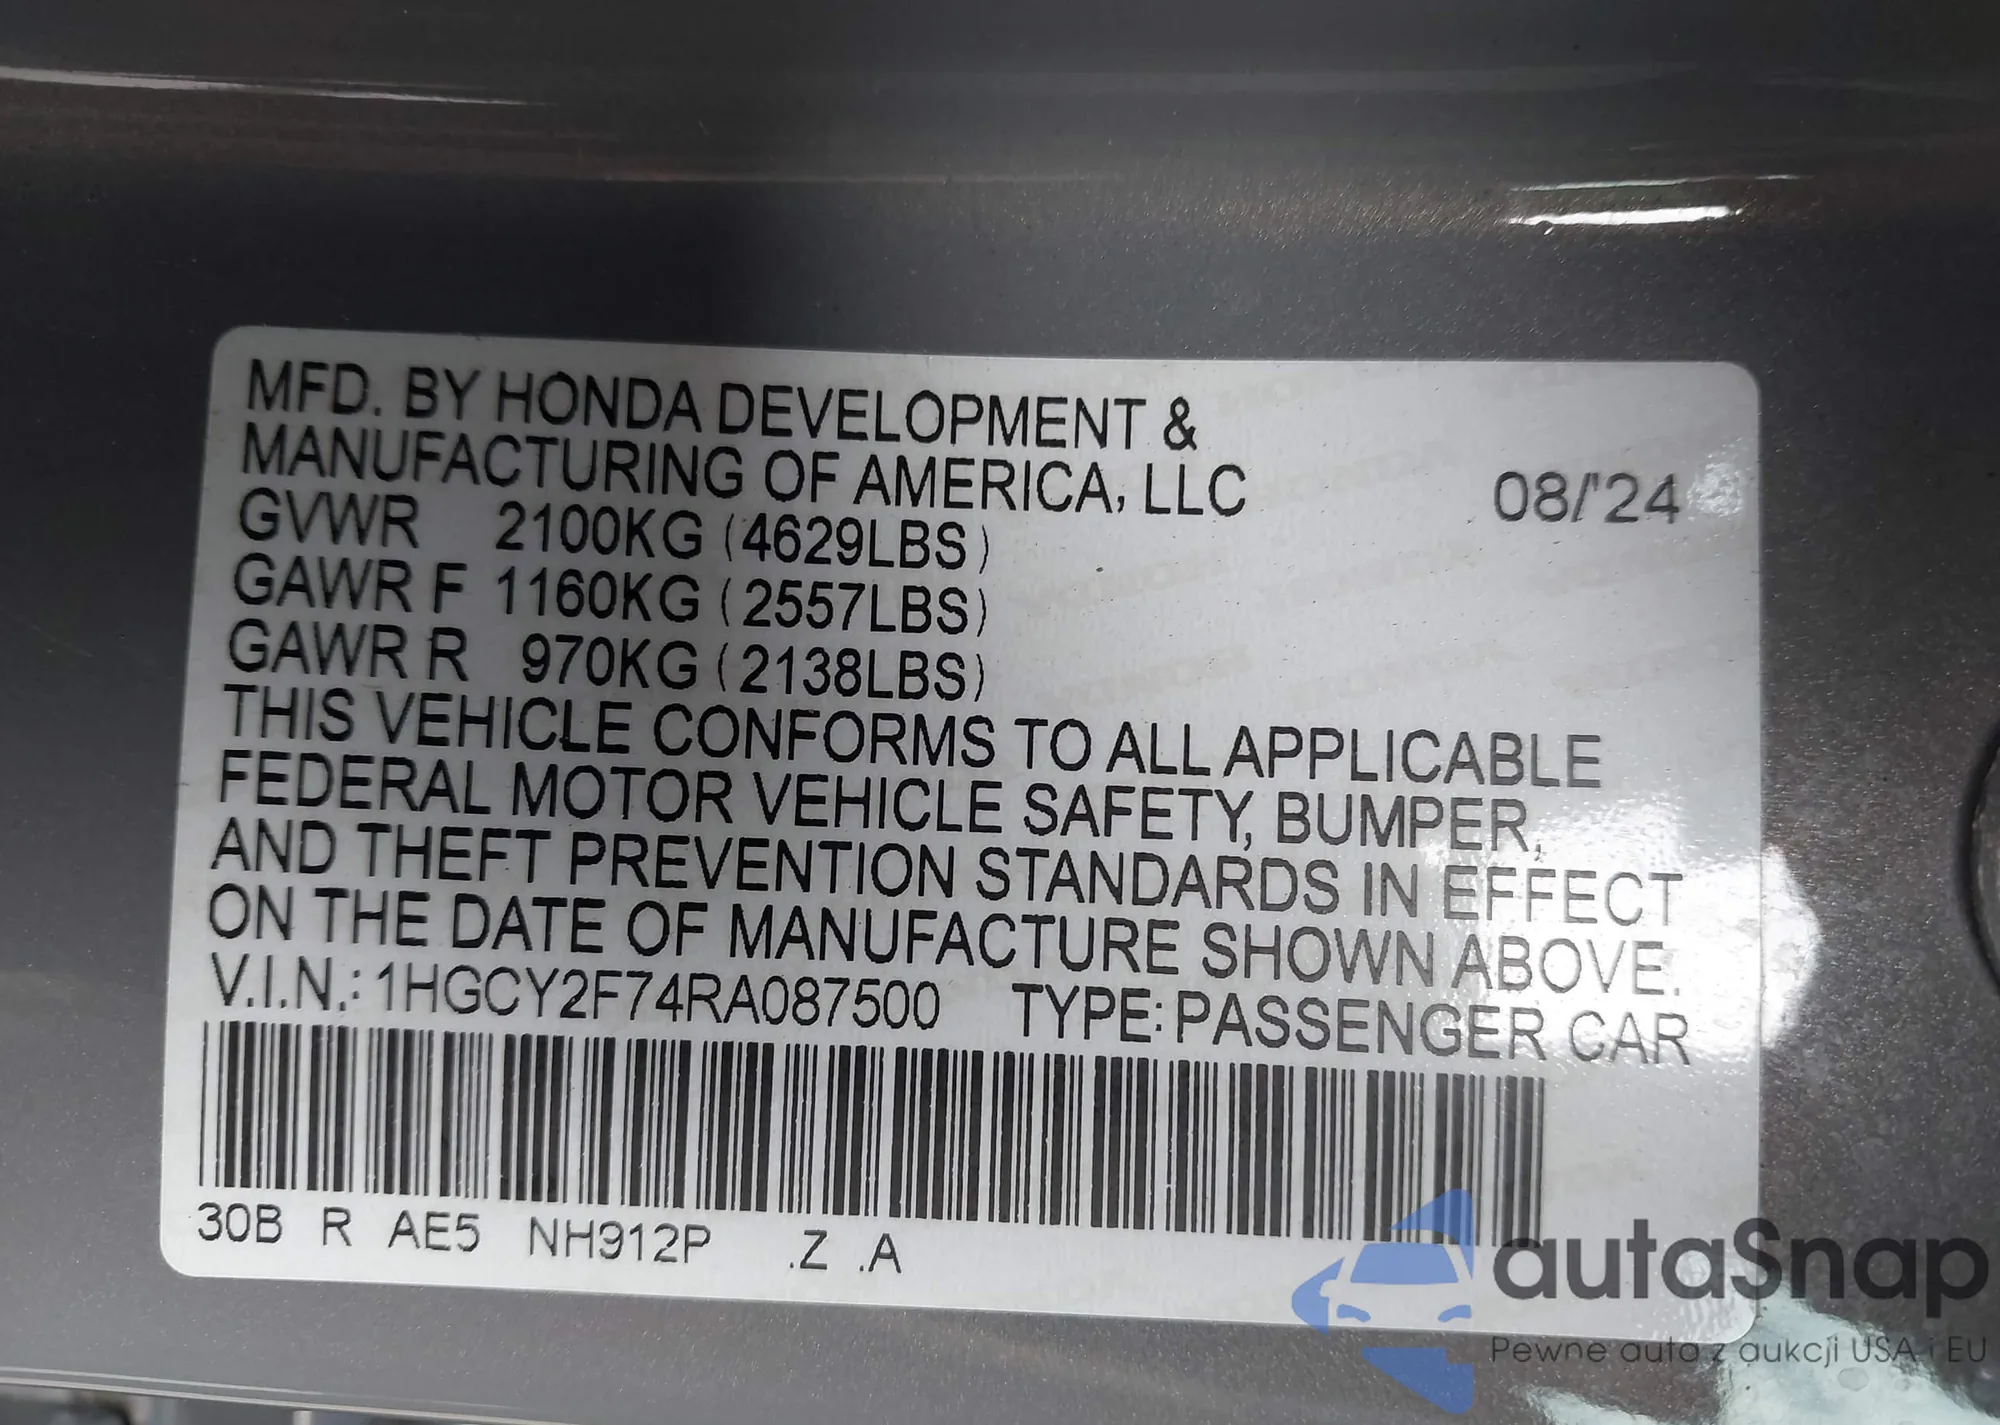 MFD. BY HONDA DEVELOPMENT &
MANUFACTURING OF AMERICA, LLC 08/'24
GVWR 2100KG (4629LBS)
GAWR F 1160KG (2557LBS)
GAWR R 970KG (2138LBS)
THIS VEHICLE CONFORMS TO ALL APPLICABLE
FEDERAL MOTOR VEHICLE SAFETY, BUMPER,
AND THEFT PREVENTION STANDARDS IN EFFECT
ON THE DATE OF MANUFACTURE SHOWN ABOVE.
V.I.N.: 1HGCY2F74RA087500 TYPE: PASSENGER CAR
30B R AE5 NH912P .Z .A
autaSnap
Pewne auta z aukcji USA i EU